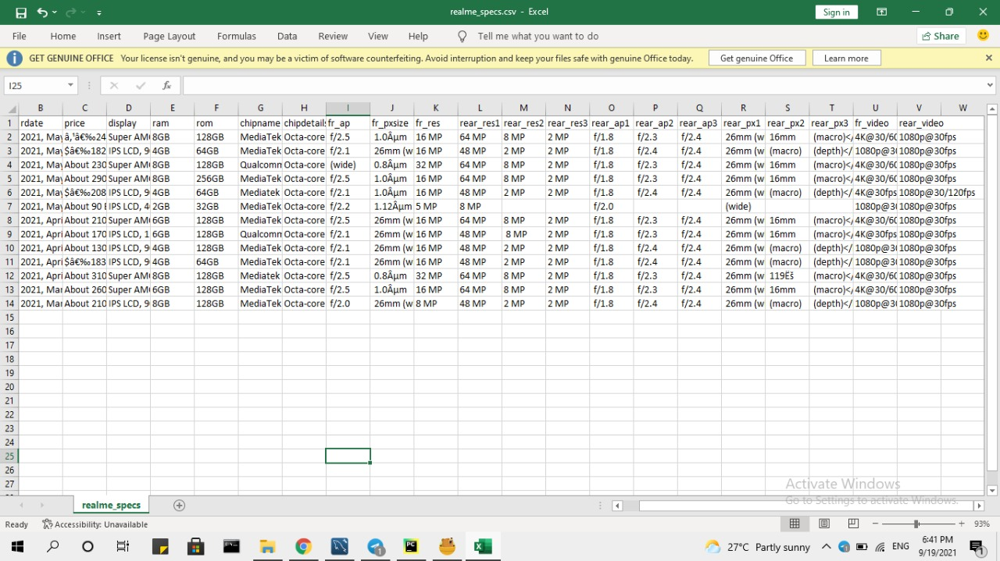 realme_specs.csv - Excel
Sign in
File Home Insert Page Layout Formulas Data Review View Help Tell me what you want to do Share
GET GENUINE OFFICE Your license isn't genuine, and you may be a victim of software counterfeiting. Avoid interruption and keep your files safe with genuine Office today. Get genuine Office Learn more
I25 fx
B C D E F G H I J K L M N O P Q R S T U V W
1 rdate price display ram rom chipname chipdetails fr_ap fr_pxsize fr_res rear_res1 rear_res2 rear_res3 rear_ap1 rear_ap2 rear_ap3 rear_px1 rear_px2 rear_px3 fr_video rear_video
2 2021, May â‚¹â€‰24 Super AM 8GB 128GB MediaTek Octa-core f/2.5 1.0Âµm 16 MP 64 MP 8 MP 2 MP f/1.8 f/2.3 f/2.4 26mm (w 16mm (macro)</ 4K@30/60 1080p@30fps
3 2021, May $â€‰182 IPS LCD, 9 4GB 64GB MediaTek Octa-core f/2.1 26mm (w 16 MP 48 MP 2 MP 2 MP f/1.8 f/2.4 f/2.4 26mm (w (macro) (depth)</ 1080p@30 1080p@30fps
4 2021, May About 230 Super AM 8GB 128GB Qualcomm Octa-core (wide) 0.8Âµm 32 MP 64 MP 8 MP 2 MP f/1.8 f/2.3 f/2.4 26mm (w 16mm (macro)</ 4K@30/60 1080p@30fps
5 2021, May About 290 Super AM 8GB 256GB MediaTek Octa-core f/2.5 1.0Âµm 16 MP 64 MP 8 MP 2 MP f/1.8 f/2.3 f/2.4 26mm (w 16mm (macro)</ 4K@30/60 1080p@30fps
6 2021, May $â€‰208 IPS LCD, 9 4GB 64GB Mediatek Octa-core f/2.1 1.0Âµm 16 MP 48 MP 2 MP 2 MP f/1.8 f/2.4 f/2.4 26mm (w (macro) (depth)</ 4K@30fps 1080p@30/120fps
7 2021, May About 90 E IPS LCD, 4 2GB 32GB MediaTek Octa-core f/2.2 1.12Âµm 5 MP 8 MP f/2.0 (wide) 1080p@30 1080p@30fps
8 2021, Apri About 210 Super AM 6GB 128GB MediaTek Octa-core f/2.5 26mm (w 16 MP 64 MP 8 MP 2 MP f/1.8 f/2.3 f/2.4 26mm (w 16mm (macro)</ 4K@30/60 1080p@30fps
9 2021, Apri About 170 IPS LCD, 1 6GB 128GB Qualcomm Octa-core f/2.1 26mm (w 16 MP 48 MP 8 MP 2 MP f/1.8 f/2.3 f/2.4 26mm (w 16mm (macro)</ 4K@30fps 1080p@30fps
10 2021, Apri About 130 IPS LCD, 9 4GB 128GB MediaTek Octa-core f/2.1 26mm (w 16 MP 48 MP 2 MP 2 MP f/1.8 f/2.4 f/2.4 26mm (w (macro) (depth)</ 1080p@30 1080p@30fps
11 2021, Apri $â€‰183 IPS LCD, 9 4GB 64GB MediaTek Octa-core f/2.1 26mm (w 16 MP 48 MP 2 MP 2 MP f/1.8 f/2.4 f/2.4 26mm (w (macro) (depth)</ 1080p@30 1080p@30fps
12 2021, Apri About 310 Super AM 8GB 128GB Mediatek Octa-core f/2.5 0.8Âµm 32 MP 64 MP 8 MP 2 MP f/1.8 f/2.3 f/2.4 26mm (w 119Ëš (macro)</ 4K@30/60 1080p@30fps
13 2021, Mar About 260 Super AM 6GB 128GB MediaTek Octa-core f/2.5 1.0Âµm 16 MP 64 MP 8 MP 2 MP f/1.8 f/2.3 f/2.4 26mm (w 16mm (macro)</ 4K@30/60 1080p@30fps
14 2021, Mar About 210 IPS LCD, 9 8GB 128GB MediaTek Octa-core f/2.0 26mm (w 8 MP 48 MP 2 MP 2 MP f/1.8 f/2.4 f/2.4 26mm (w (macro) (depth)</ 1080p@30 1080p@30fps
15
16
17
18
19
20
21
22
23
24
25
26
27
Activate Windows
Go to Settings to activate Windows.
realme_specs
Ready Accessibility: Unavailable 93%
27°C Partly sunny ENG 6:41 PM
9/19/2021